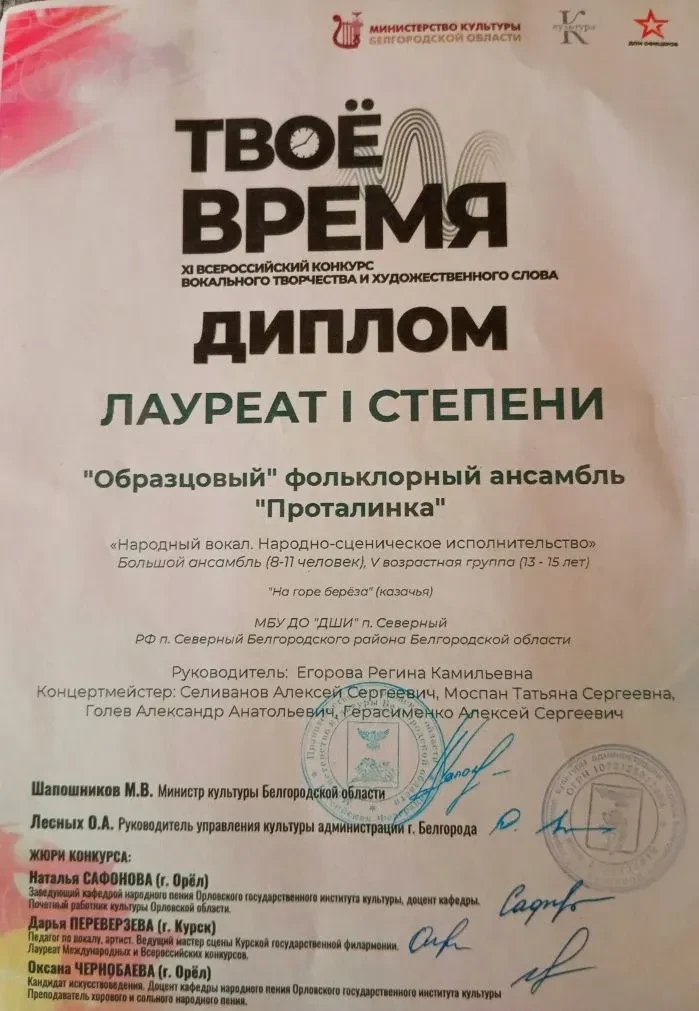 МИНИСТЕРСТВО КУЛЬТУРЫ
БЕЛГОРОДСКОЙ ОБЛАСТИ
К
культура
ДОМ ОФИЦЕРОВ
ТВОЁ
ВРЕМЯ
XI ВСЕРОССИЙСКИЙ КОНКУРС
ВОКАЛЬНОГО ТВОРЧЕСТВА И ХУДОЖЕСТВЕННОГО СЛОВА
ДИПЛОМ
ЛАУРЕАТ I СТЕПЕНИ
"Образцовый" фольклорный ансамбль
"Проталинка"
«Народный вокал. Народно-сценическое исполнительство»
Большой ансамбль (8-11 человек), V возрастная группа (13 - 15 лет)
"На горе берёза" (казачья)
МБУ ДО "ДШИ" п. Северный
РФ п. Северный Белгородского района Белгородской области
Руководитель: Егорова Регина Камильевна
Концертмейстер: Селиванов Алексей Сергеевич, Моспан Татьяна Сергеевна,
Голев Александр Анатольевич, Герасименко Алексей Сергеевич
Шапошников М.В. Министр культуры Белгородской области
Лесных О.А. Руководитель управления культуры администрации г. Белгорода
ЖЮРИ КОНКУРСА:
Наталья САФОНОВА (г. Орёл)
Заведующий кафедрой народного пения Орловского государственного института культуры, доцент кафедры.
Почетный работник культуры Орловской области.
Дарья ПЕРЕВЕРЗЕВА (г. Курск)
Педагог по вокалу, артист. Ведущий мастер сцены Курской государственной филармонии.
Лауреат Международных и Всероссийских конкурсов.
Оксана ЧЕРНОБАЕВА (г. Орёл)
Кандидат искусствоведения. Доцент кафедры народного пения Орловского государственного института культуры
Преподаватель хорового и сольного народного пения.